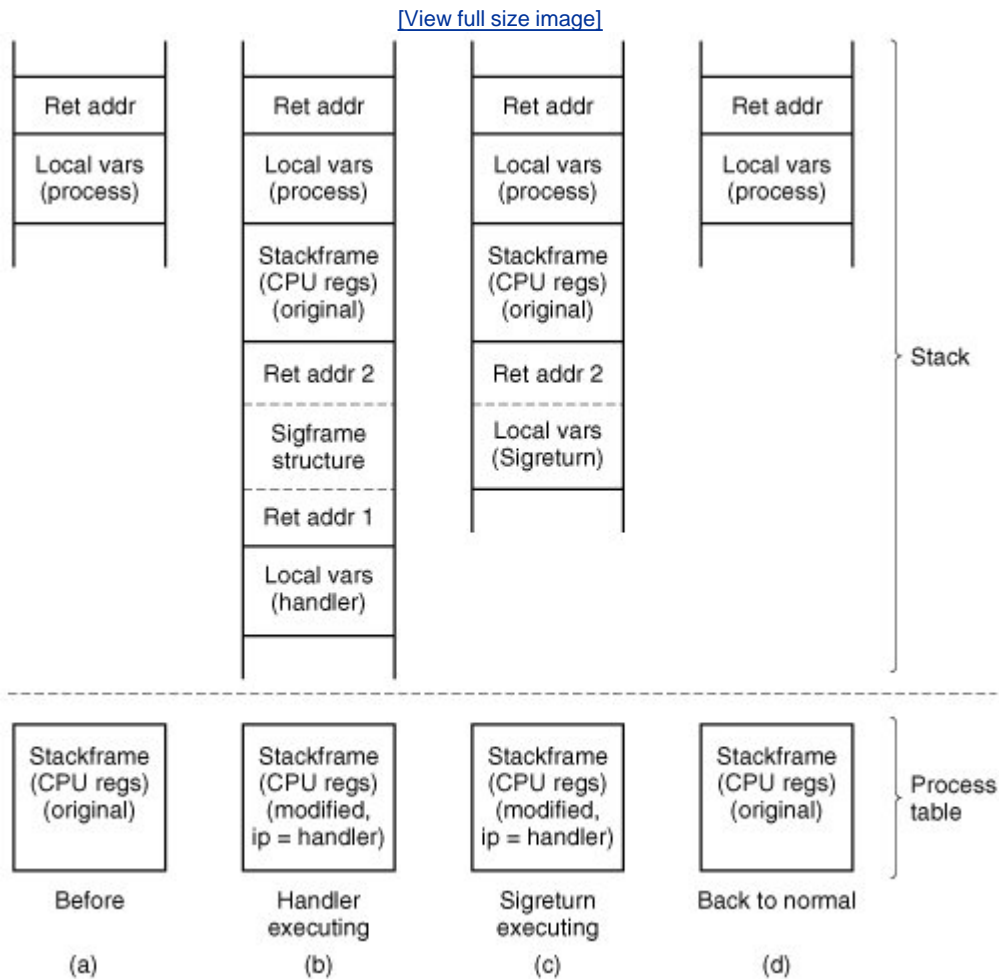 [View full size image]
Ret addr
Local vars
(process)
Ret addr
Local vars
(process)
Stackframe
(CPU regs)
(original)
Ret addr 2
Sigframe
structure
Ret addr 1
Local vars
(handler)
Ret addr
Local vars
(process)
Stackframe
(CPU regs)
(original)
Ret addr 2
Local vars
(Sigreturn)
Ret addr
Local vars
(process)
Stack
Stackframe
(CPU regs)
(original)
Stackframe
(CPU regs)
(modified,
ip = handler)
Stackframe
(CPU regs)
(modified,
ip = handler)
Stackframe
(CPU regs)
(original)
Process
table
Before
Handler
executing
Sigreturn
executing
Back to normal
(a)
(b)
(c)
(d)